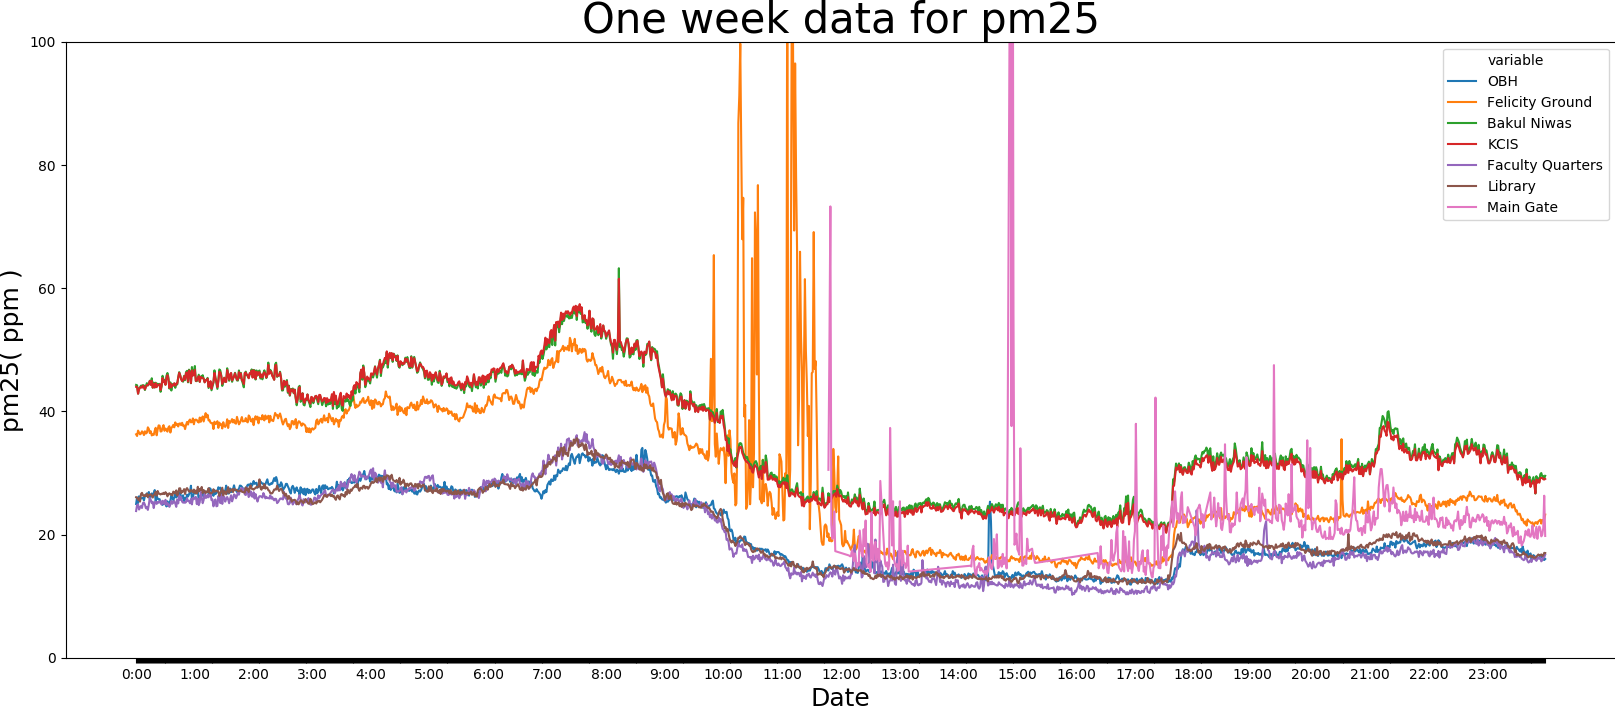 One week data for pm25
100
80
60
40
20
0
pm25( ppm )
variable
OBH
Felicity Ground
Bakul Niwas
KCIS
Faculty Quarters
Library
Main Gate
0:00 1:00 2:00 3:00 4:00 5:00 6:00 7:00 8:00 9:00 10:00 11:00 12:00 13:00 14:00 15:00 16:00 17:00 18:00 19:00 20:00 21:00 22:00 23:00
Date